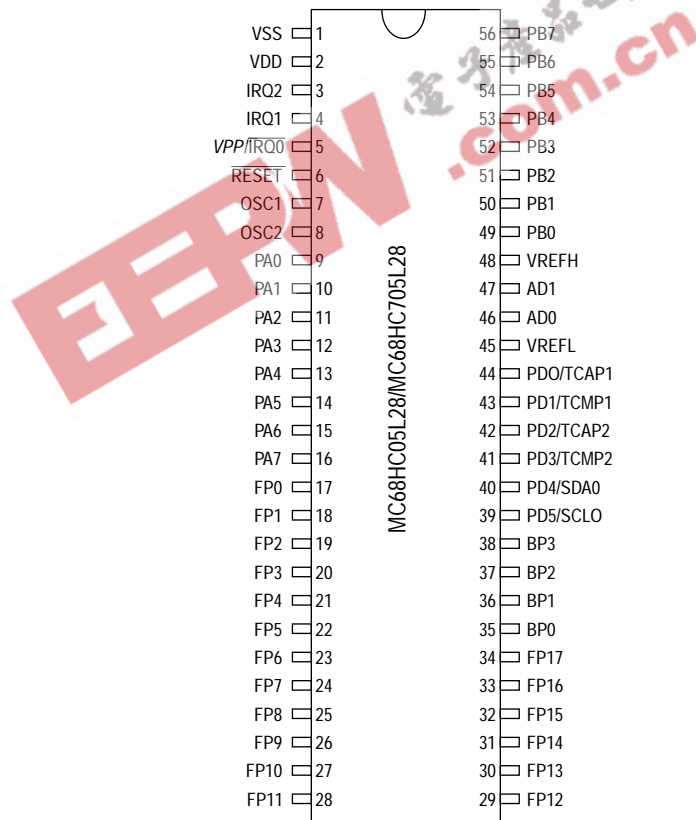 VSS 1 56 PB7
VDD 2 55 PB6
IRQ2 3 54 PB5
IRQ1 4 53 PB4
VPP/IRQ0 5 52 PB3
RESET 6 51 PB2
OSC1 7 50 PB1
OSC2 8 49 PB0
PA0 9 48 VREFH
PA1 10 47 AD1
PA2 11 46 AD0
PA3 12 45 VREFL
PA4 13 44 PDO/TCAP1
PA5 14 43 PD1/TCMP1
PA6 15 42 PD2/TCAP2
PA7 16 41 PD3/TCMP2
FP0 17 40 PD4/SDA0
FP1 18 39 PD5/SCLO
FP2 19 38 BP3
FP3 20 37 BP2
FP4 21 36 BP1
FP5 22 35 BP0
FP6 23 34 FP17
FP7 24 33 FP16
FP8 25 32 FP15
FP9 26 31 FP14
FP10 27 30 FP13
FP11 28 29 FP12
MC68HC05L28/MC68HC705L28
EEPW
.com.cn
電子產品